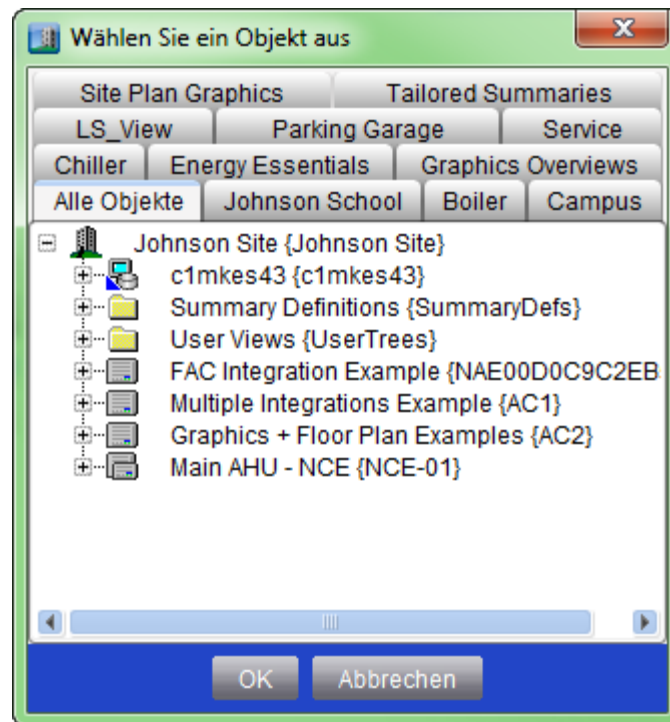 Wählen Sie ein Objekt aus
Site Plan Graphics Tailored Summaries
LS_View Parking Garage Service
Chiller Energy Essentials Graphics Overviews
Alle Objekte Johnson School Boiler Campus
Johnson Site {Johnson Site}
c1mkes43 {c1mkes43}
Summary Definitions {SummaryDefs}
User Views {UserTrees}
FAC Integration Example {NAE00D0C9C2EB
Multiple Integrations Example {AC1}
Graphics + Floor Plan Examples {AC2}
Main AHU - NCE {NCE-01}
OK Abbrechen